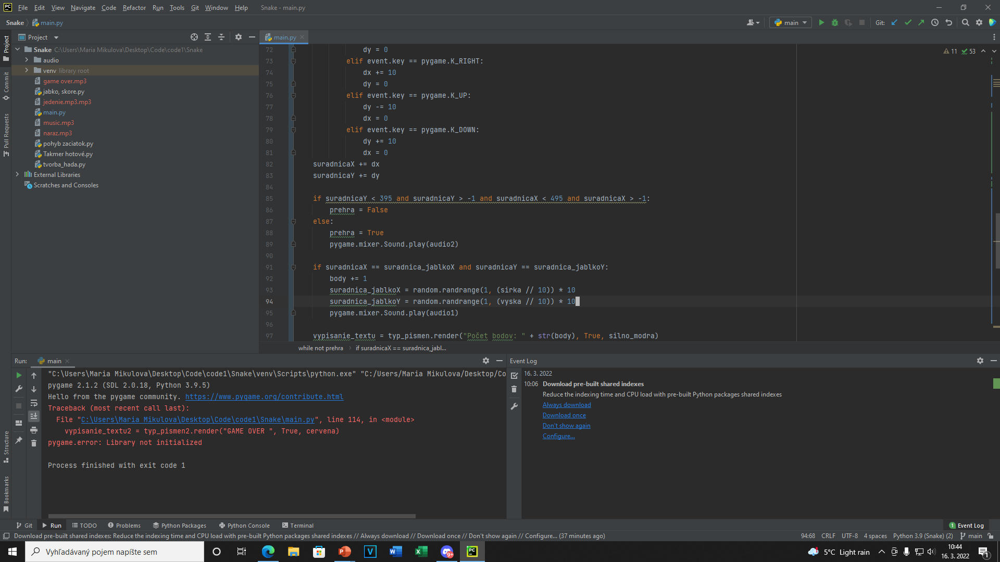 File Edit View Navigate Code Refactor Run Tools Git Window Help Snake - main.py
Snake main.py
main Git:
Project
main.py
Project
Commit
Pull Requests
Structure
Bookmarks
Snake C:\Users\Maria Mikulova\Desktop\Code\code1\Snake
audio
venv library root
game over.mp3
jabko, skore.py
jedenie.mp3.mp3
main.py
music.mp3
naraz.mp3
pohyb zaciatok.py
Takmer hotové.py
tvorba_hada.py
External Libraries
Scratches and Consoles
11 53
72 dy = 0
73 elif event.key == pygame.K_RIGHT:
74 dx += 10
75 dy = 0
76 elif event.key == pygame.K_UP:
77 dy -= 10
78 dx = 0
79 elif event.key == pygame.K_DOWN:
80 dy += 10
81 dx = 0
82 suradnicaX += dx
83 suradnicaY += dy
84
85 if suradnicaY < 395 and suradnicaY > -1 and suradnicaX < 495 and suradnicaX > -1:
86 prehra = False
87 else:
88 prehra = True
89 pygame.mixer.Sound.play(audio2)
90
91 if suradnicaX == suradnica_jablkoX and suradnicaY == suradnica_jablkoY:
92 body += 1
93 suradnica_jablkoX = random.randrange(1, (sirka // 10)) * 10
94 suradnica_jablkoY = random.randrange(1, (vyska // 10)) * 10
95 pygame.mixer.Sound.play(audio1)
96
97 vypisanie_textu = typ_pismen.render("Počet bodov: " + str(body), True, silno_modra)
while not prehra if suradnicaX == suradnica_jabl...
Run: main
"C:\Users\Maria Mikulova\Desktop\Code\code1\Snake\venv\Scripts\python.exe" "C:/Users/Maria Mikulova/Desktop/Co
pygame 2.1.2 (SDL 2.0.18, Python 3.9.5)
Hello from the pygame community. https://www.pygame.org/contribute.html
Traceback (most recent call last):
File "C:\Users\Maria Mikulova\Desktop\Code\code1\Snake\main.py", line 114, in <module>
vypisanie_textu2 = typ_pismen2.render("GAME OVER ", True, cervena)
pygame.error: Library not initialized
Process finished with exit code 1
Event Log
16. 3. 2022
10:06 Download pre-built shared indexes
Reduce the indexing time and CPU load with pre-built Python packages shared indexes
Always download
Download once
Don't show again
Configure...
Git Run TODO Problems Python Packages Python Console Terminal 1 Event Log
Download pre-built shared indexes: Reduce the indexing time and CPU load with pre-built Python packages shared indexes // Always download // Download once // Don't show again // Configure... (37 minutes ago) 94:68 CRLF UTF-8 4 spaces Python 3.9 (Snake) (2) main
Vyhľadávaný pojem napíšte sem 9+ 5°C Light rain 10:44
16. 3. 2022 1